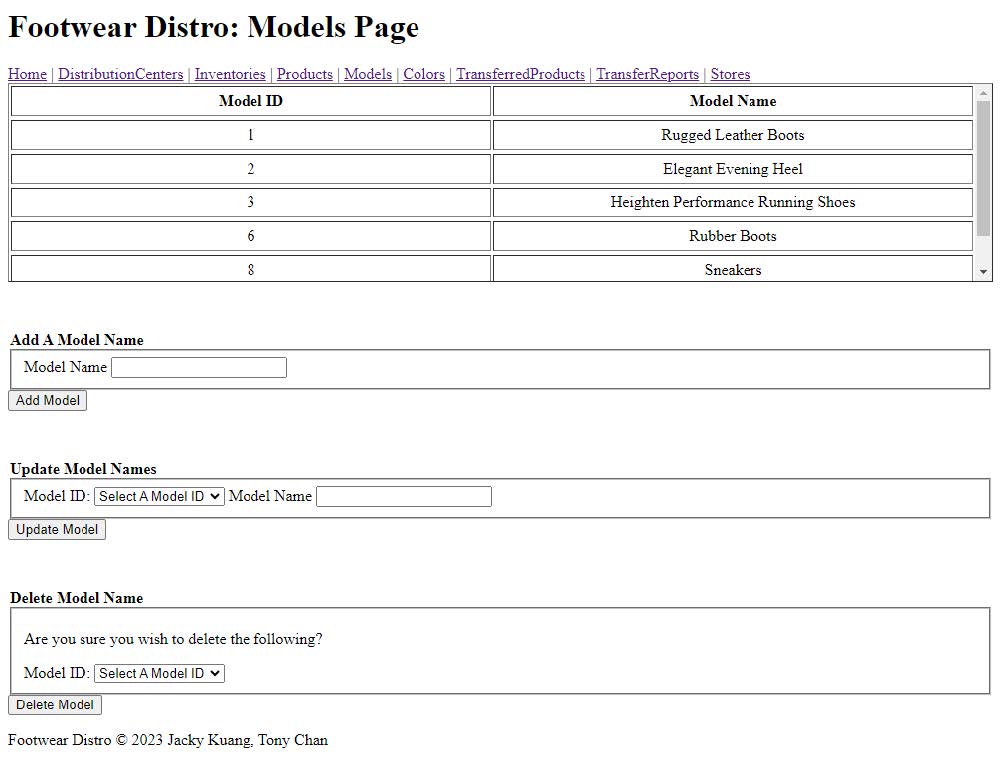 Footwear Distro: Models Page
Home | DistributionCenters | Inventories | Products | Models | Colors | TransferredProducts | TransferReports | Stores
Model ID Model Name
1 Rugged Leather Boots
2 Elegant Evening Heel
3 Heighten Performance Running Shoes
6 Rubber Boots
8 Sneakers
Add A Model Name
Model Name
Add Model
Update Model Names
Model ID: Select A Model ID Model Name
Update Model
Delete Model Name
Are you sure you wish to delete the following?
Model ID: Select A Model ID
Delete Model
Footwear Distro © 2023 Jacky Kuang, Tony Chan